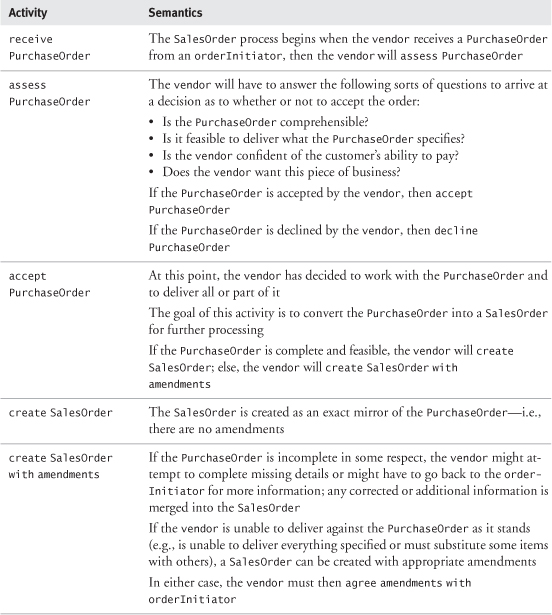 Activity Semantics
receive The SalesOrder process begins when the vendor receives a PurchaseOrder
PurchaseOrder from an orderInitiator, then the vendor will assess PurchaseOrder
assess The vendor will have to answer the following sorts of questions to arrive at
PurchaseOrder a decision as to whether or not to accept the order:
• Is the PurchaseOrder comprehensible?
• Is it feasible to deliver what the PurchaseOrder specifies?
• Is the vendor confident of the customer's ability to pay?
• Does the vendor want this piece of business?
If the PurchaseOrder is accepted by the vendor, then accept
PurchaseOrder
If the PurchaseOrder is declined by the vendor, then decline
PurchaseOrder
accept At this point, the vendor has decided to work with the PurchaseOrder and
PurchaseOrder to deliver all or part of it
The goal of this activity is to convert the PurchaseOrder into a SalesOrder
for further processing
If the PurchaseOrder is complete and feasible, the vendor will create
SalesOrder; else, the vendor will create SalesOrder with
amendments
create SalesOrder The SalesOrder is created as an exact mirror of the PurchaseOrder—i.e.,
there are no amendments
create SalesOrder If the PurchaseOrder is incomplete in some respect, the vendor might at-
with amendments tempt to complete missing details or might have to go back to the order-
Initiator for more information; any corrected or additional information is
merged into the SalesOrder
If the vendor is unable to deliver against the PurchaseOrder as it stands
(e.g., is unable to deliver everything specified or must substitute some items
with others), a SalesOrder can be created with appropriate amendments
In either case, the vendor must then agree amendments with
orderInitiator